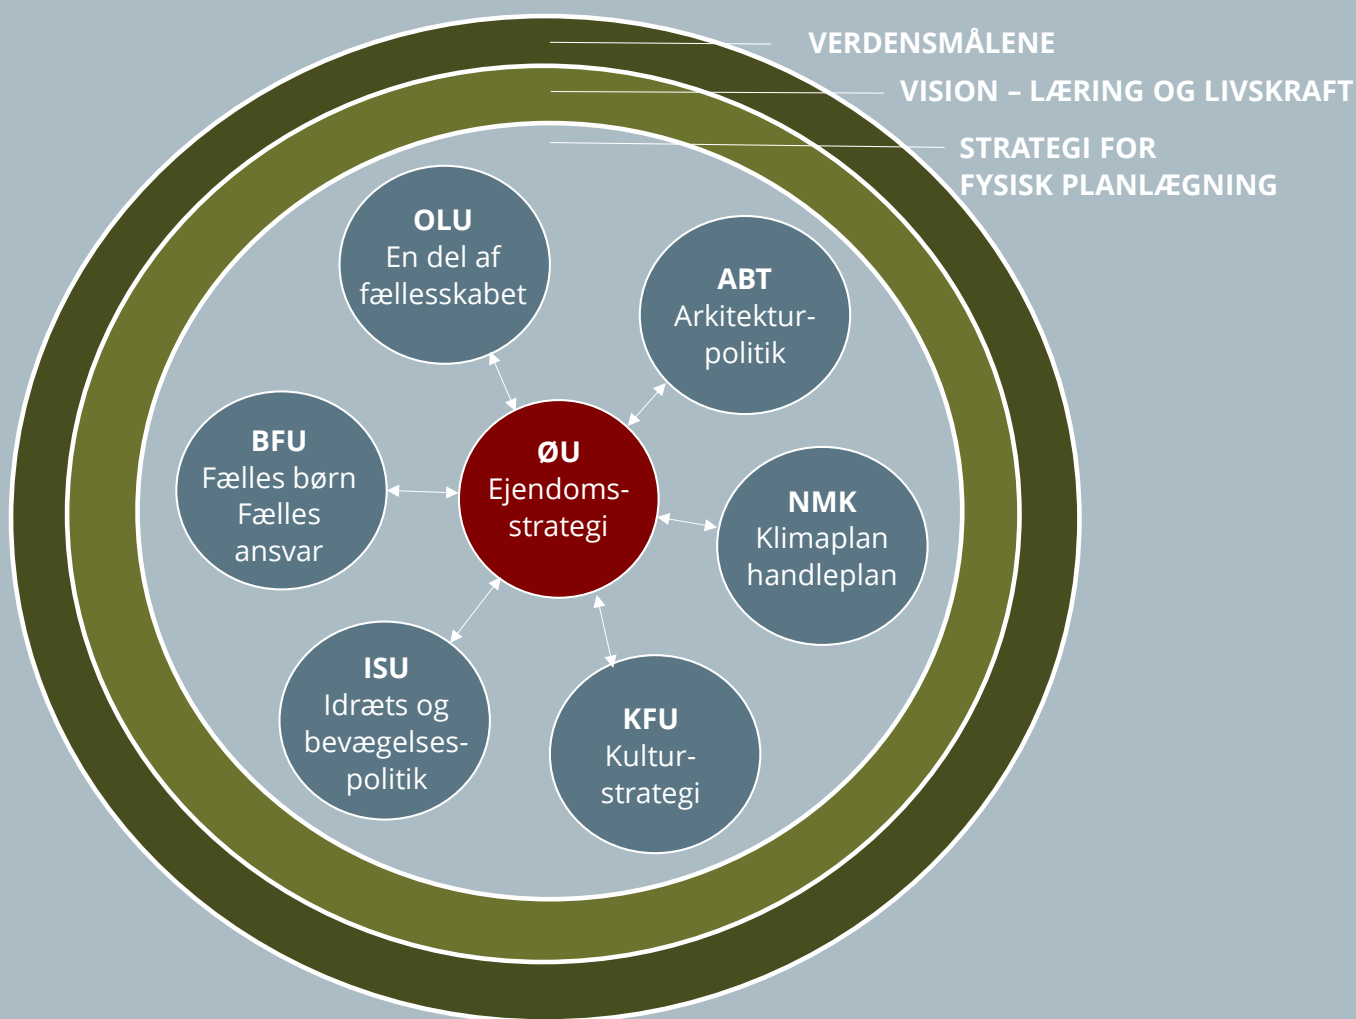 VERDENSMÅLENE
VISION – LÆRING OG LIVSKRAFT
STRATEGI FOR
FYSISK PLANLÆGNING
OLU
En del af
fællesskabet
ABT
Arkitektur-
politik
BFU
Fælles børn
Fælles
ansvar
ØU
Ejendoms-
strategi
NMK
Klimaplan
handleplan
ISU
Idræts og
bevægelses-
politik
KFU
Kultur-
strategi